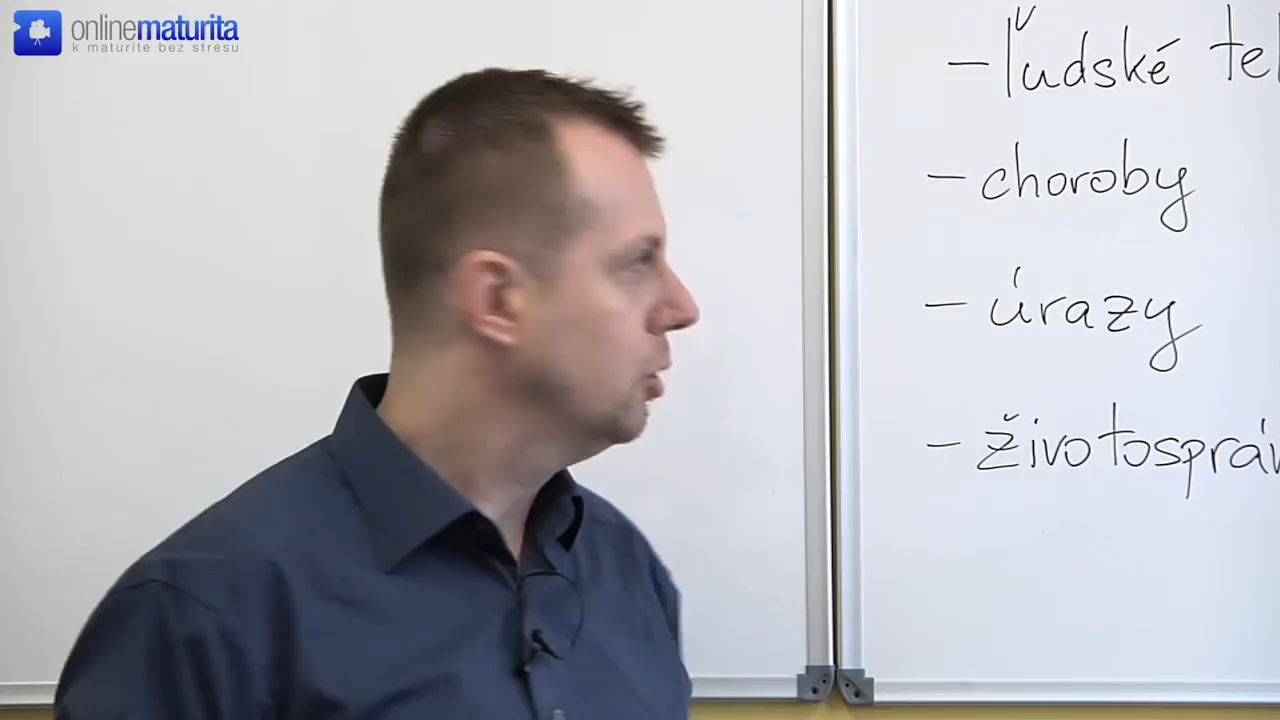 onlinematurita
k maturite bez stresu
- ľudské
- choroby
- úrazy